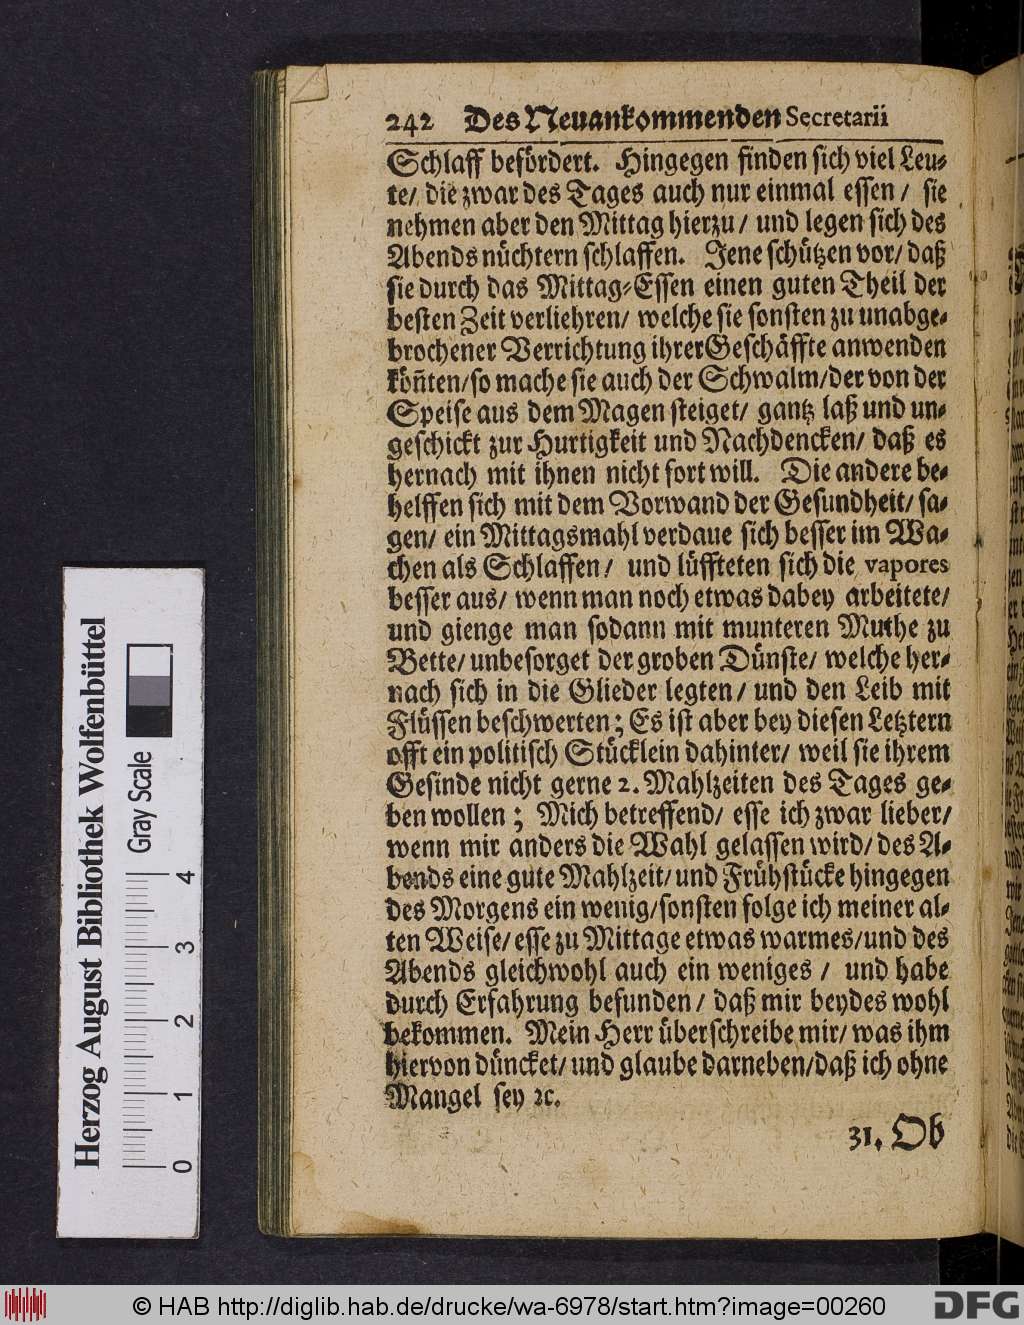 242 Des Neuankommenden Secretarii
Schlaff befördert. Hingegen finden sich viel Leu-
te/ die zwar des Tages auch nur einmal essen/ sie
nehmen aber den Mittag hierzu/ und legen sich des
Abends nüchtern schlaffen. Jene schützen vor/ daß
sie durch das Mittag-Essen einen guten Theil der
besten Zeit verliehren/ welche sie sonsten zu unabge-
brochener Verrichtung ihrer Geschäffte anwenden
köñten/ so mache sie auch der Schwalm/ der von der
Speise aus dem Magen steiget/ gantz laß und un-
geschickt zur Hurtigkeit und Nachdencken/ daß es
hernach mit ihnen nicht fort will. Die andere be-
helffen sich mit dem Vorwand der Gesundheit/ sa-
gen/ ein Mittagsmahl verdaue sich besser im Wa-
chen als Schlaffen/ und lüffteten sich die vapores
besser aus/ wenn man noch etwas dabey arbeitete/
und gienge man sodann mit munteren Muthe zu
Bette/ unbesorget der groben Dünste/ welche her-
nach sich in die Glieder legten/ und den Leib mit
Flüssen beschwerten; Es ist aber bey diesen Letztern
offt ein politisch Stücklein dahinter/ weil sie ihrem
Gesinde nicht gerne 2. Mahlzeiten des Tages ge-
ben wollen; Mich betreffend/ esse ich zwar lieber/
wenn mir anders die Wahl gelassen wird/ des A-
bends eine gute Mahlzeit/ und Frühstücke hingegen
des Morgens ein wenig/ sonsten folge ich meiner al-
ten Weise/ esse zu Mittage etwas warmes/ und des
Abends gleichwohl auch ein weniges/ und habe
durch Erfahrung befunden/ daß mir beydes wohl
bekommen. Mein Herr überschreibe mir/ was ihm
hiervon düncket/ und glaube darneben/ daß ich ohne
Mangel sey ꝛc.
31. Ob
Herzog August Bibliothek Wolfenbüttel
Gray Scale
0 1 2 3 4
© HAB http://diglib.hab.de/drucke/wa-6978/start.htm?image=00260
DFG